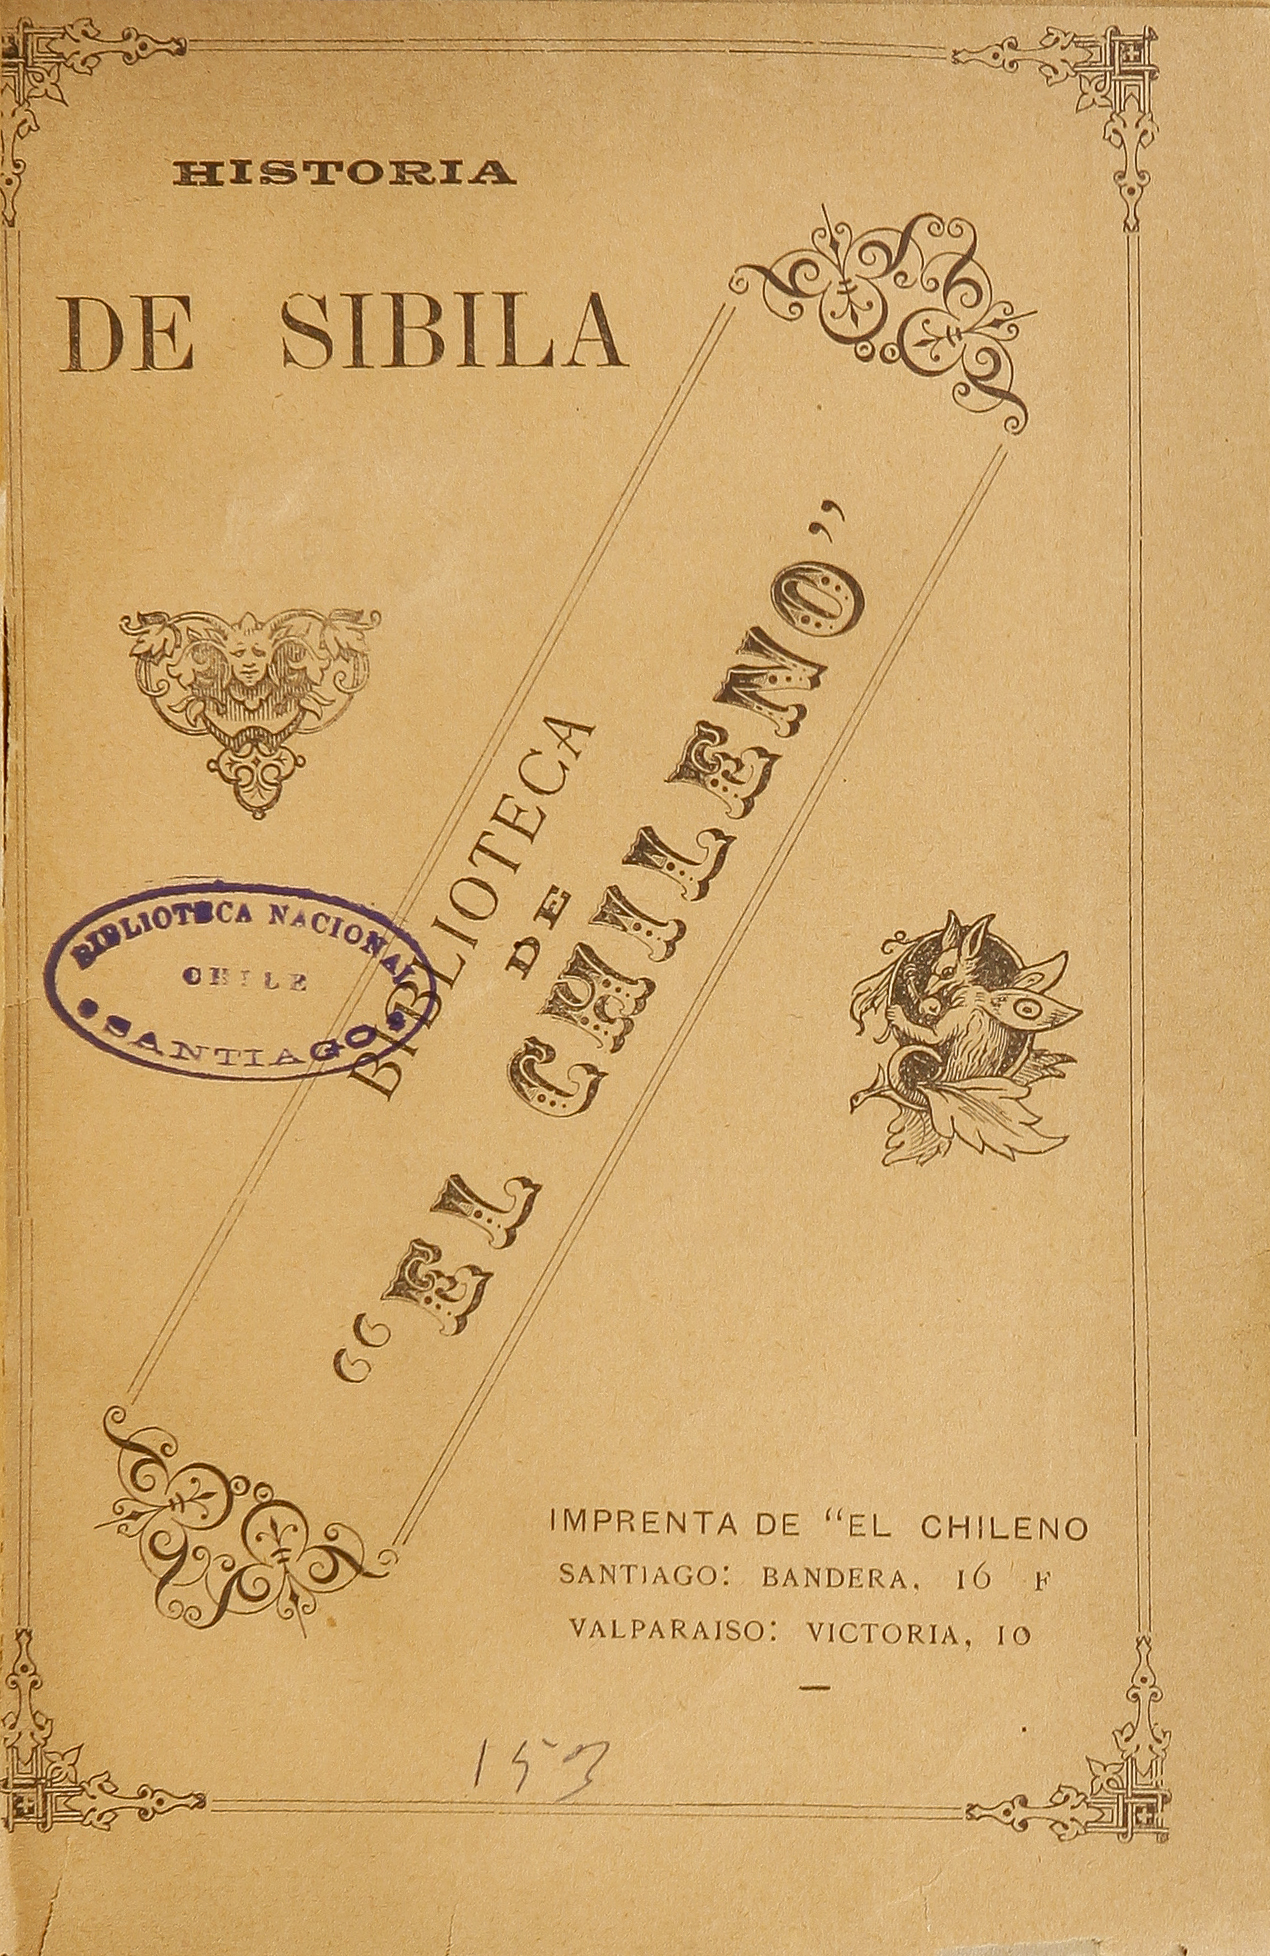 HISTORIA
DE SIBILA
BIBLIOTECA
DE
“EL CHILENO”
BIBLIOTECA NACIONAL
CHILE
SANTIAGO
IMPRENTA DE “EL CHILENO
SANTIAGO: BANDERA, 16 F
VALPARAISO: VICTORIA, 10
153